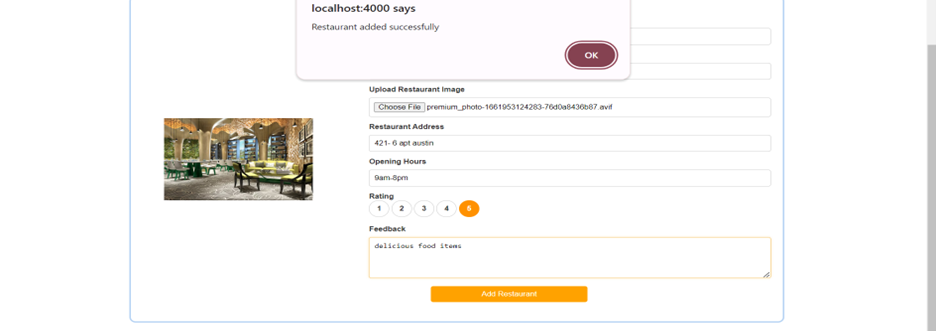 localhost:4000 says
Restaurant added successfully
OK
Upload Restaurant Image
Choose File premium_photo-1661953124283-76d0a8436b87.avif
Restaurant Address
421- 6 apt austin
Opening Hours
9am-8pm
Rating
1 2 3 4 5
Feedback
delicious food items
Add Restaurant